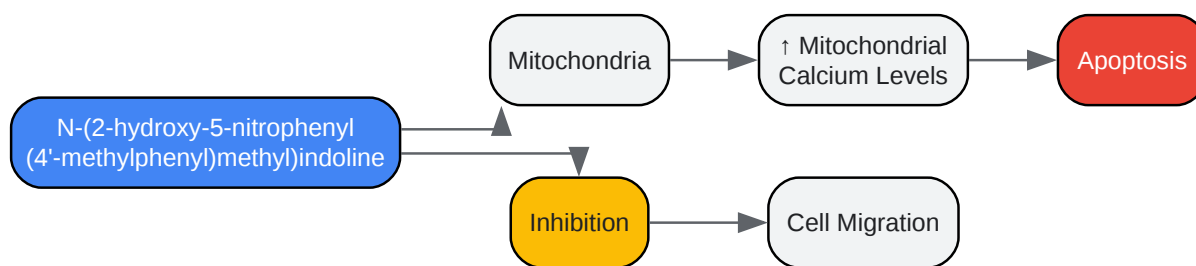 Mitochondria
↑ Mitochondrial
Calcium Levels
Apoptosis
N-(2-hydroxy-5-nitrophenyl
(4'-methylphenyl)methyl)indoline
Inhibition
Cell Migration